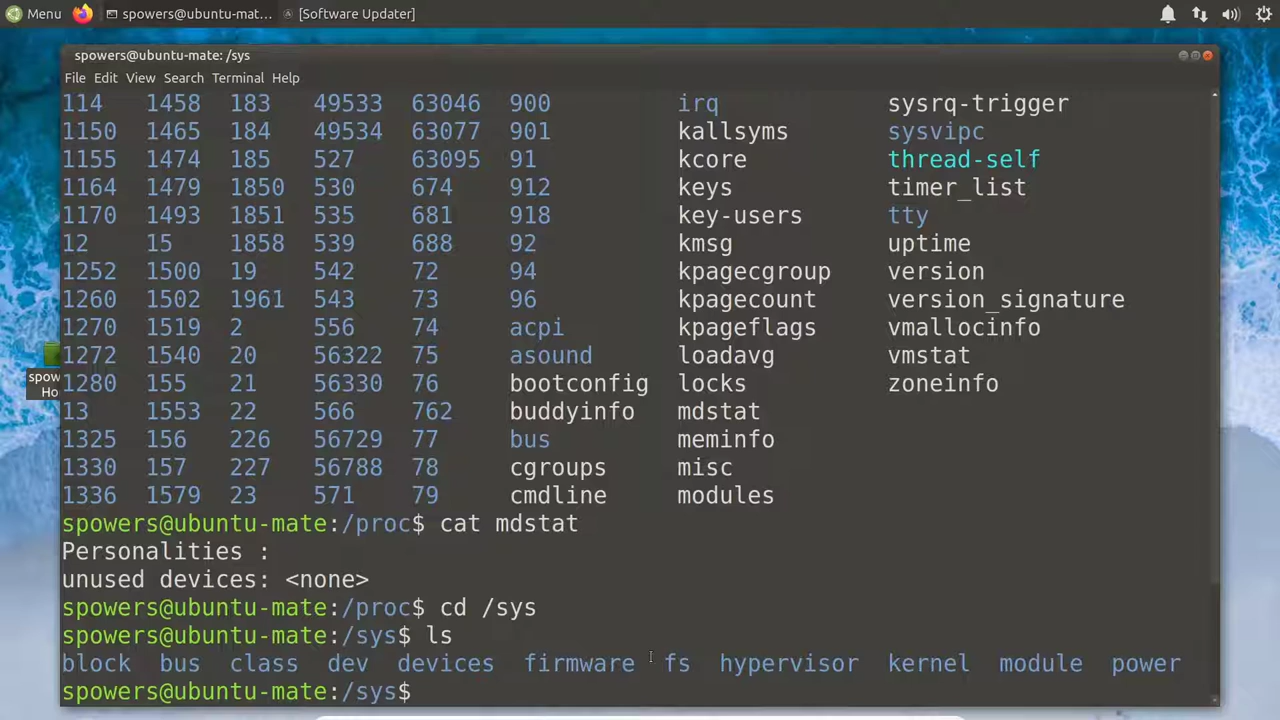 Menu spowers@ubuntu-mat... [Software Updater]
spowers@ubuntu-mate: /sys
File Edit View Search Terminal Help
114 1458 183 49533 63046 900 irq sysrq-trigger
1150 1465 184 49534 63077 901 kallsyms sysvipc
1155 1474 185 527 63095 91 kcore thread-self
1164 1479 1850 530 674 912 keys timer_list
1170 1493 1851 535 681 918 key-users tty
12 15 1858 539 688 92 kmsg uptime
1252 1500 19 542 72 94 kpagecgroup version
1260 1502 1961 543 73 96 kpagecount version_signature
1270 1519 2 556 74 acpi kpageflags vmallocinfo
1272 1540 20 56322 75 asound loadavg vmstat
1280 155 21 56330 76 bootconfig locks zoneinfo
13 1553 22 566 762 buddyinfo mdstat
1325 156 226 56729 77 bus meminfo
1330 157 227 56788 78 cgroups misc
1336 1579 23 571 79 cmdline modules
spowers@ubuntu-mate:/proc$ cat mdstat
Personalities :
unused devices: <none>
spowers@ubuntu-mate:/proc$ cd /sys
spowers@ubuntu-mate:/sys$ ls
block bus class dev devices firmware fs hypervisor kernel module power
spowers@ubuntu-mate:/sys$
spow
Ho